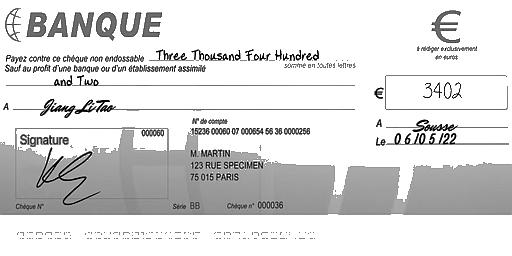 BANQUE
€
à rédiger exclusivement
en euros
Payez contre ce chèque non endossable Three Thousand Four Hundred
Sauf au profit d'une banque ou d'un établissement assimilé
somme en toutes lettres
and Two
€ 3402
A Jiang Li Tao
A Sousse
Le 06/05/22
N° de compte
000060
15236 00060 07 000654 56 36 0000256
Signature
M. MARTIN
123 RUE SPECIMEN
75 015 PARIS
Chèque N°
Série BB
Chèque n° 000036